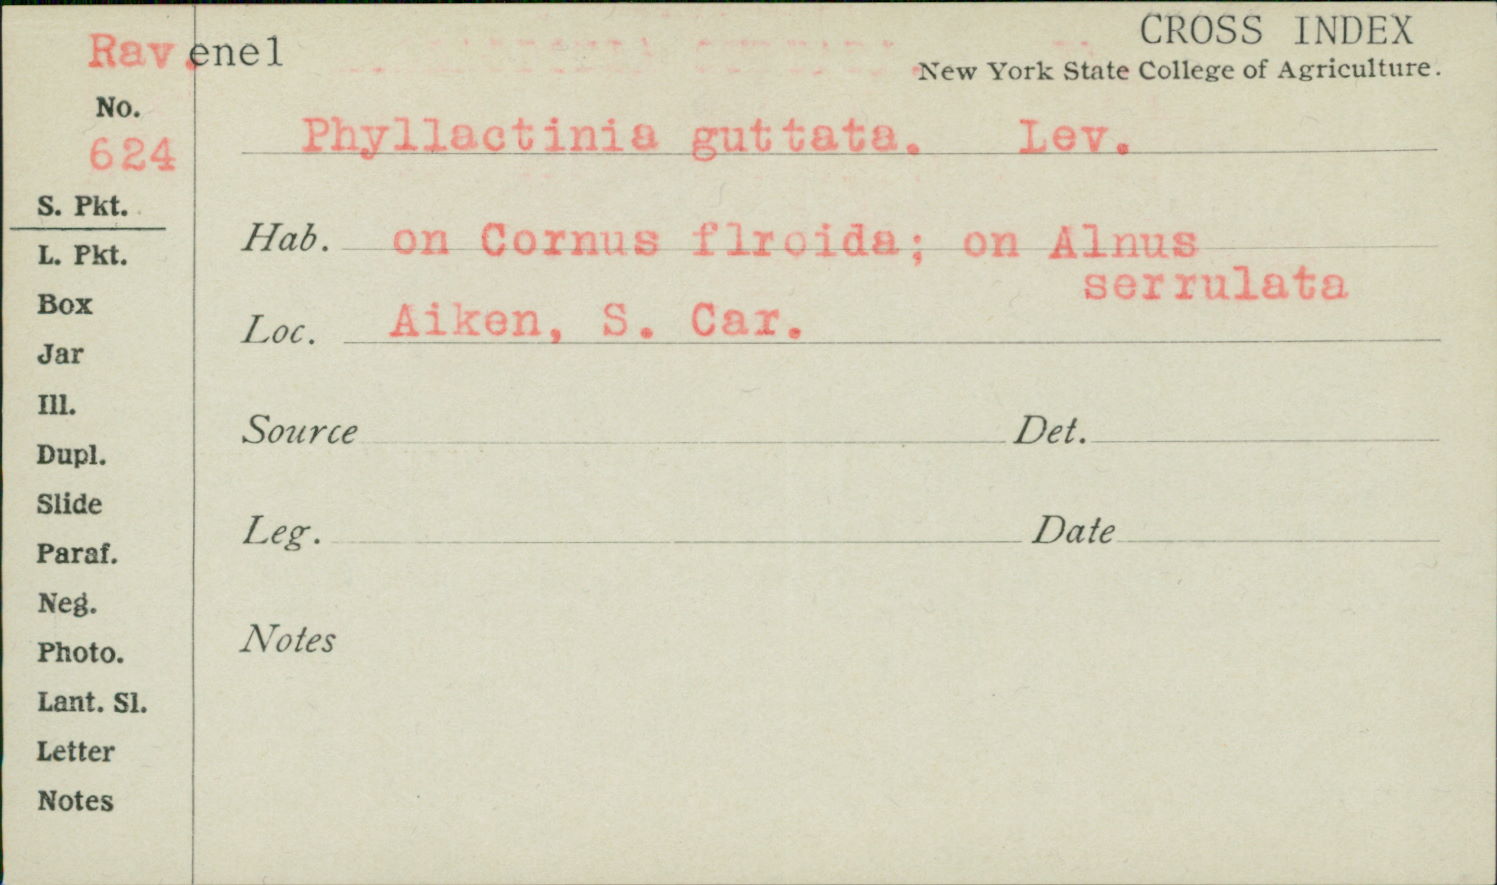 CROSS INDEX
Rav.enel
New York State College of Agriculture.
No.
624
Phyllactinia guttata. Lev.
S. Pkt.
Hab. on Cornus flroida; on Alnus
serrulata
L. Pkt.
Box
Loc. Aiken, S. Car.
Jar
Ill.
Source Det.
Dupl.
Slide
Leg. Date
Paraf.
Neg.
Notes
Photo.
Lant. Sl.
Letter
Notes